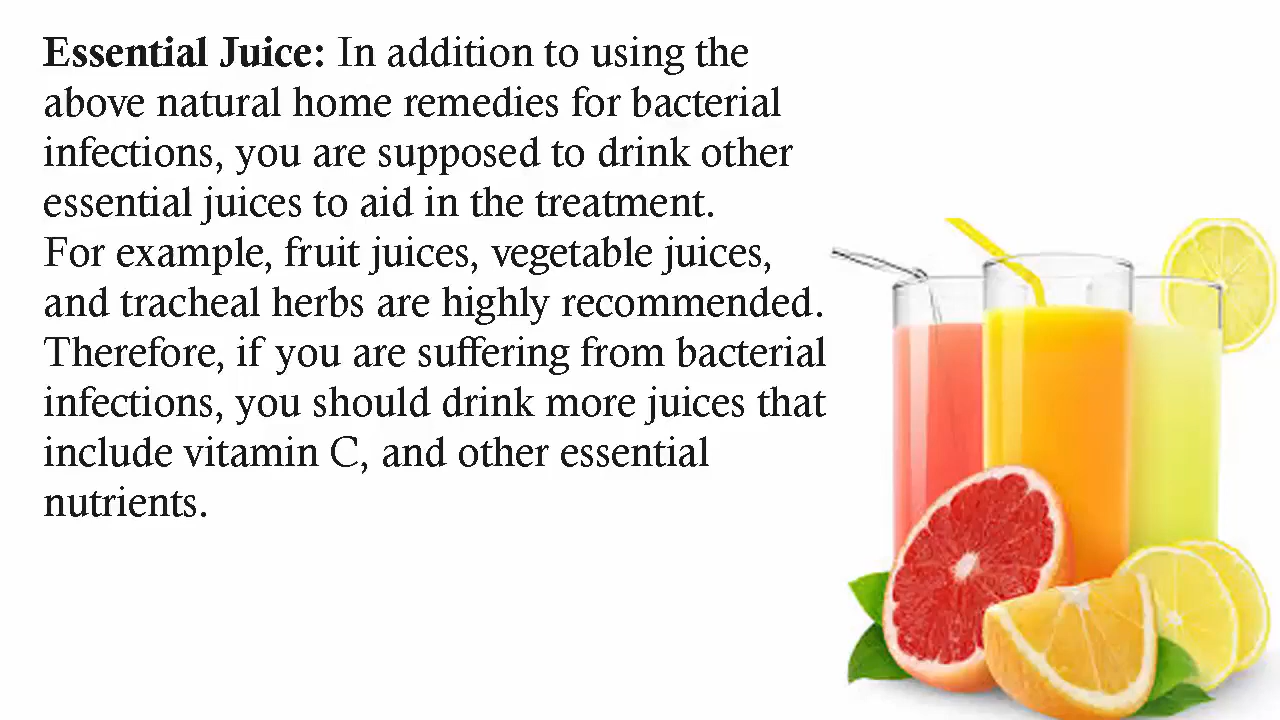 Essential Juice: In addition to using the
above natural home remedies for bacterial
infections, you are supposed to drink other
essential juices to aid in the treatment.
For example, fruit juices, vegetable juices,
and tracheal herbs are highly recommended.
Therefore, if you are suffering from bacterial
infections, you should drink more juices that
include vitamin C, and other essential
nutrients.